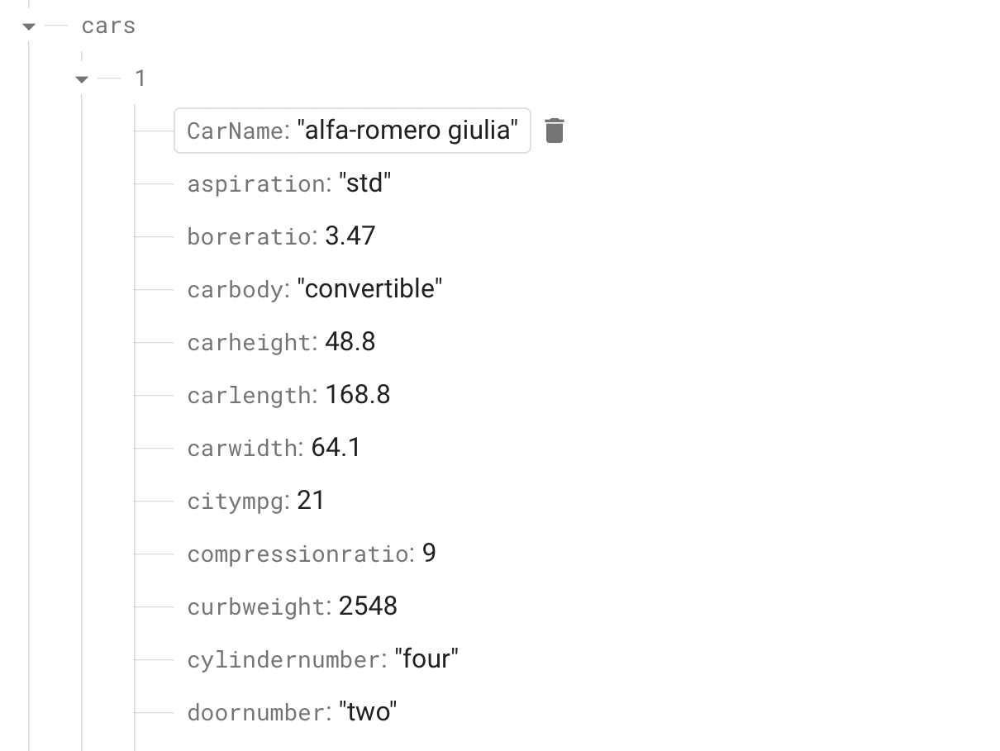 cars
1
CarName: "alfa-romero giulia"
aspiration: "std"
boreratio: 3.47
carbody: "convertible"
carheight: 48.8
carlength: 168.8
carwidth: 64.1
citympg: 21
compressionratio: 9
curbweight: 2548
cylindernumber: "four"
doornumber: "two"